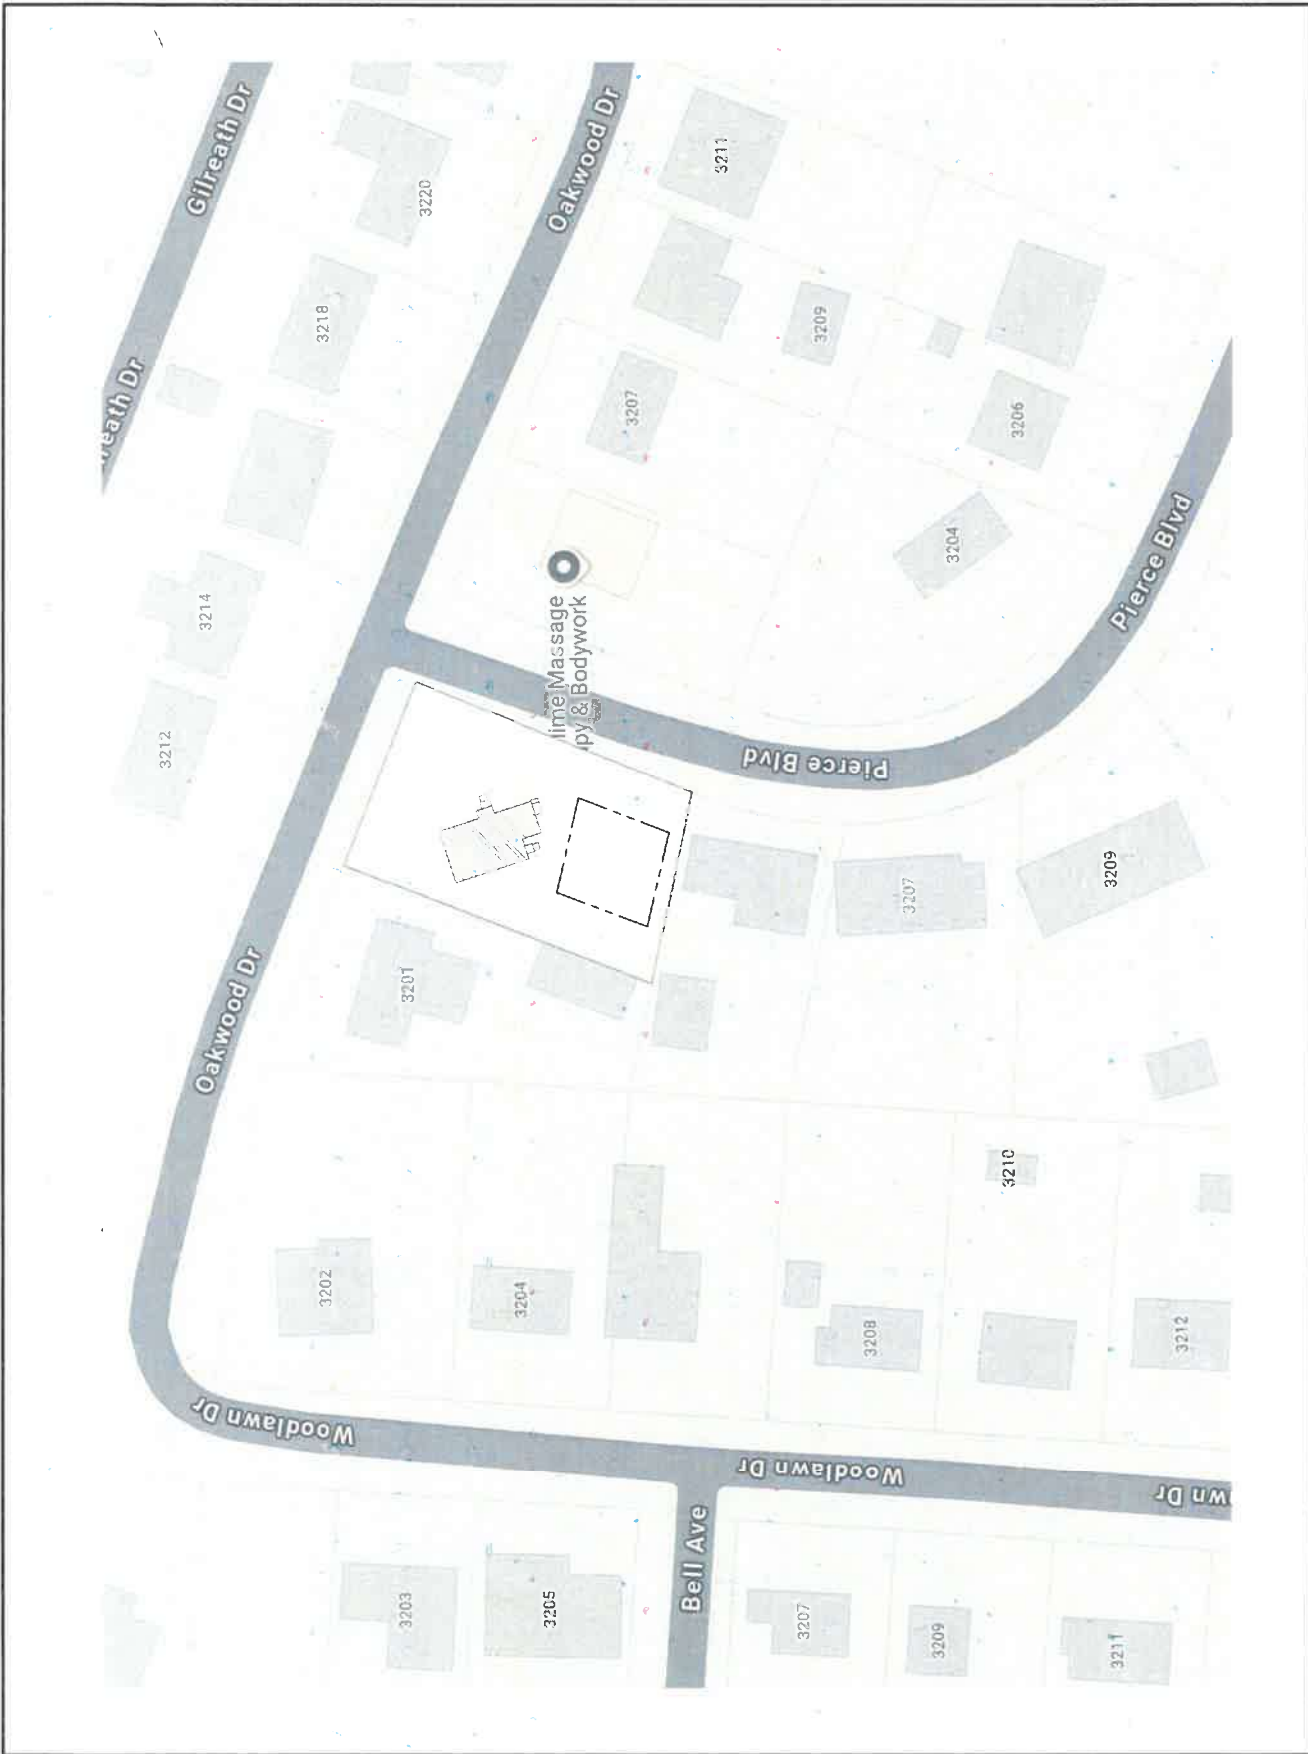 Gilreath Dr
reath Dr
Oakwood Dr
3220
3211
3218
3209
3207
3206
3214
3204
Pierce Blvd
lime Massage
py & Bodywork
3212
Pierce Blvd
3201
3207
3209
Oakwood Dr
3210
3202
3204
3208
3212
Woodlawn Dr
Woodlawn Dr
wn Dr
Bell Ave
3203
3205
3207
3209
3211